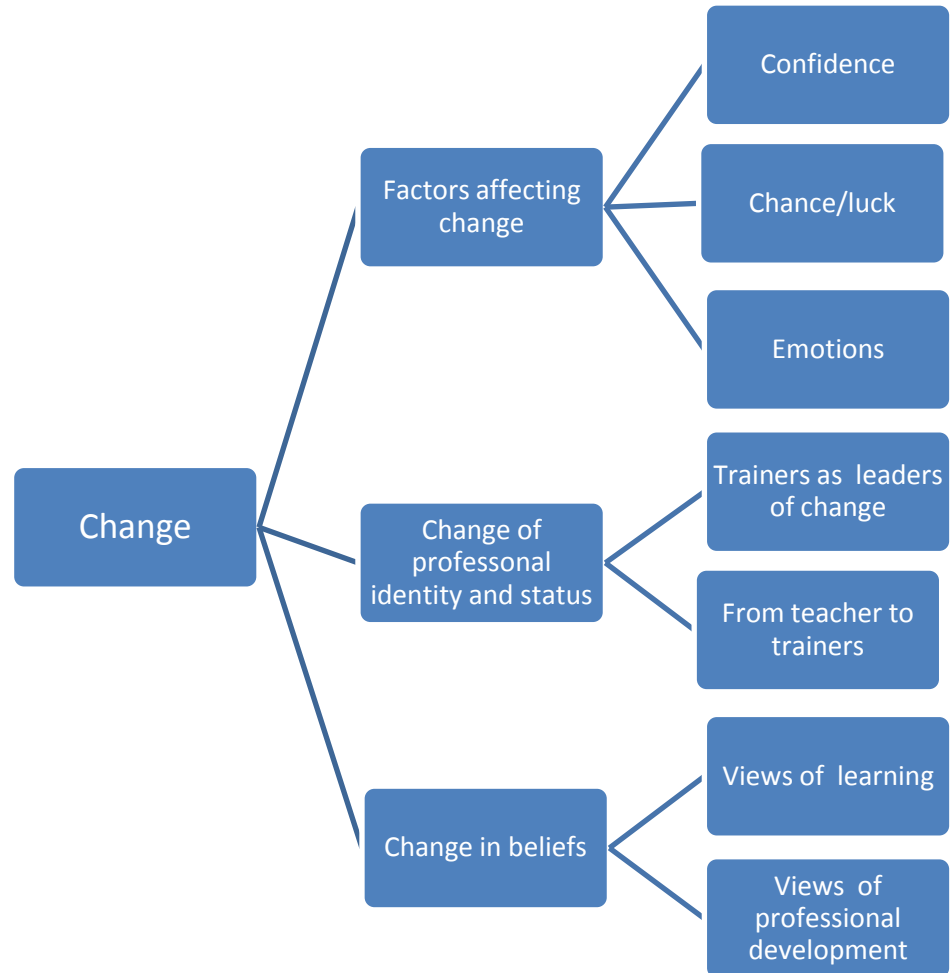 Change
Factors affecting
change
Confidence
Chance/luck
Emotions
Change of
professonal
identity and status
Trainers as leaders
of change
From teacher to
trainers
Change in beliefs
Views of learning
Views of
professional
development